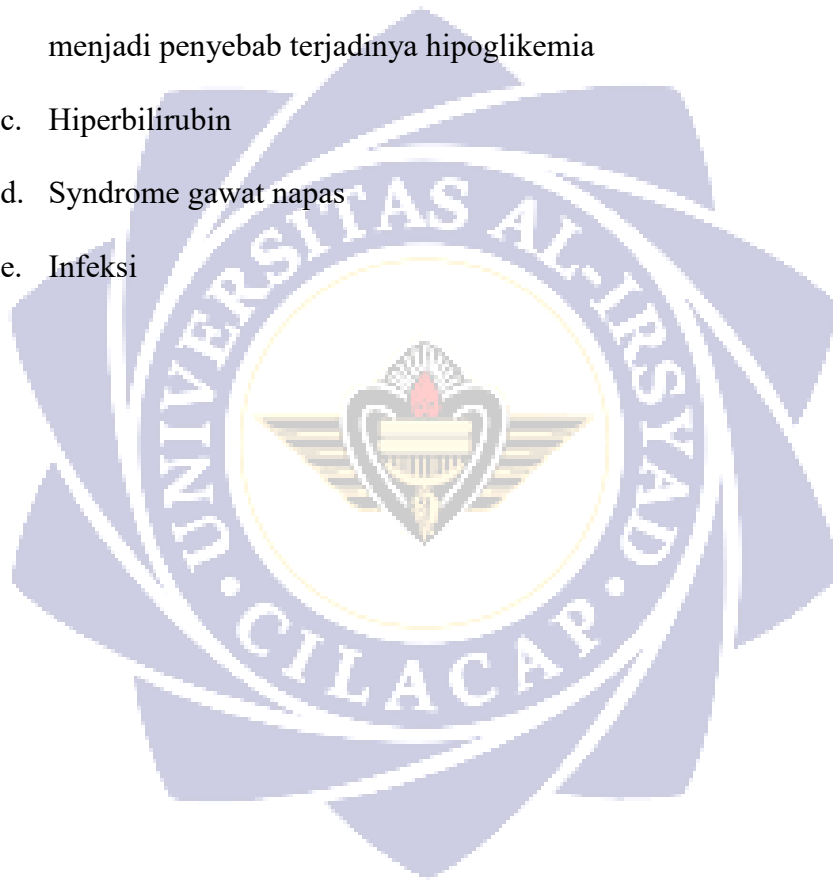 menjadi penyebab terjadinya hipoglikemia
c. Hiperbilirubin
d. Syndrome gawat napas
e. Infeksi
UNIVERSITAS AL-IRSYAD
CILACAP